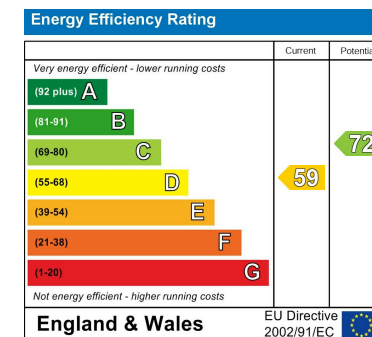 Energy Efficiency Rating
Current Potentia
Very energy efficient - lower running costs
(92 plus) A
(81-91) B
(69-80) C
72
(55-68) D
59
(39-54) E
(21-38) F
(1-20) G
Not energy efficient - higher running costs
England & Wales
EU Directive
2002/91/EC